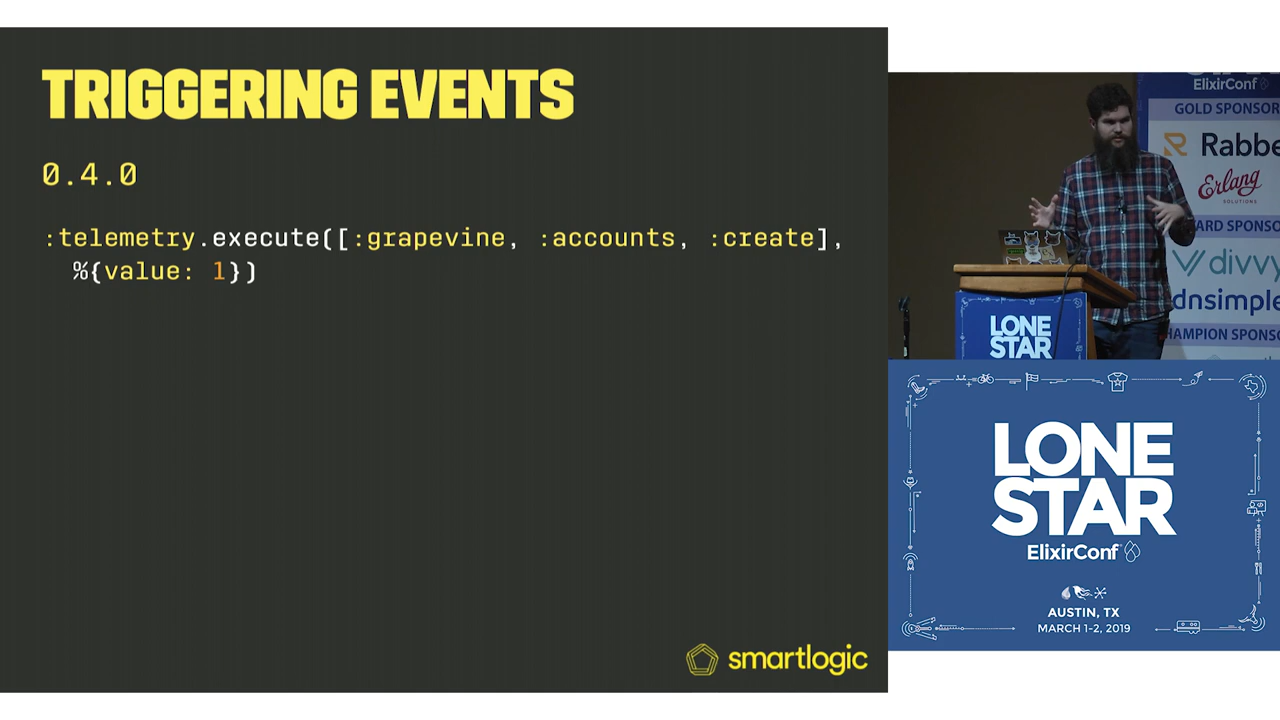 TRIGGERING EVENTS
0.4.0
:telemetry.execute([:grapevine, :accounts, :create],
%{value: 1})
smartlogic
ElixirConf
GOLD SPONSOR
Rabbe
Erlang
SOLUTIONS
ARD SPONSO
divvy
dnsimple
HAMPION SPONSO
LONE
STAR
LONE
STAR
ElixirConf
AUSTIN, TX
MARCH 1-2, 2019